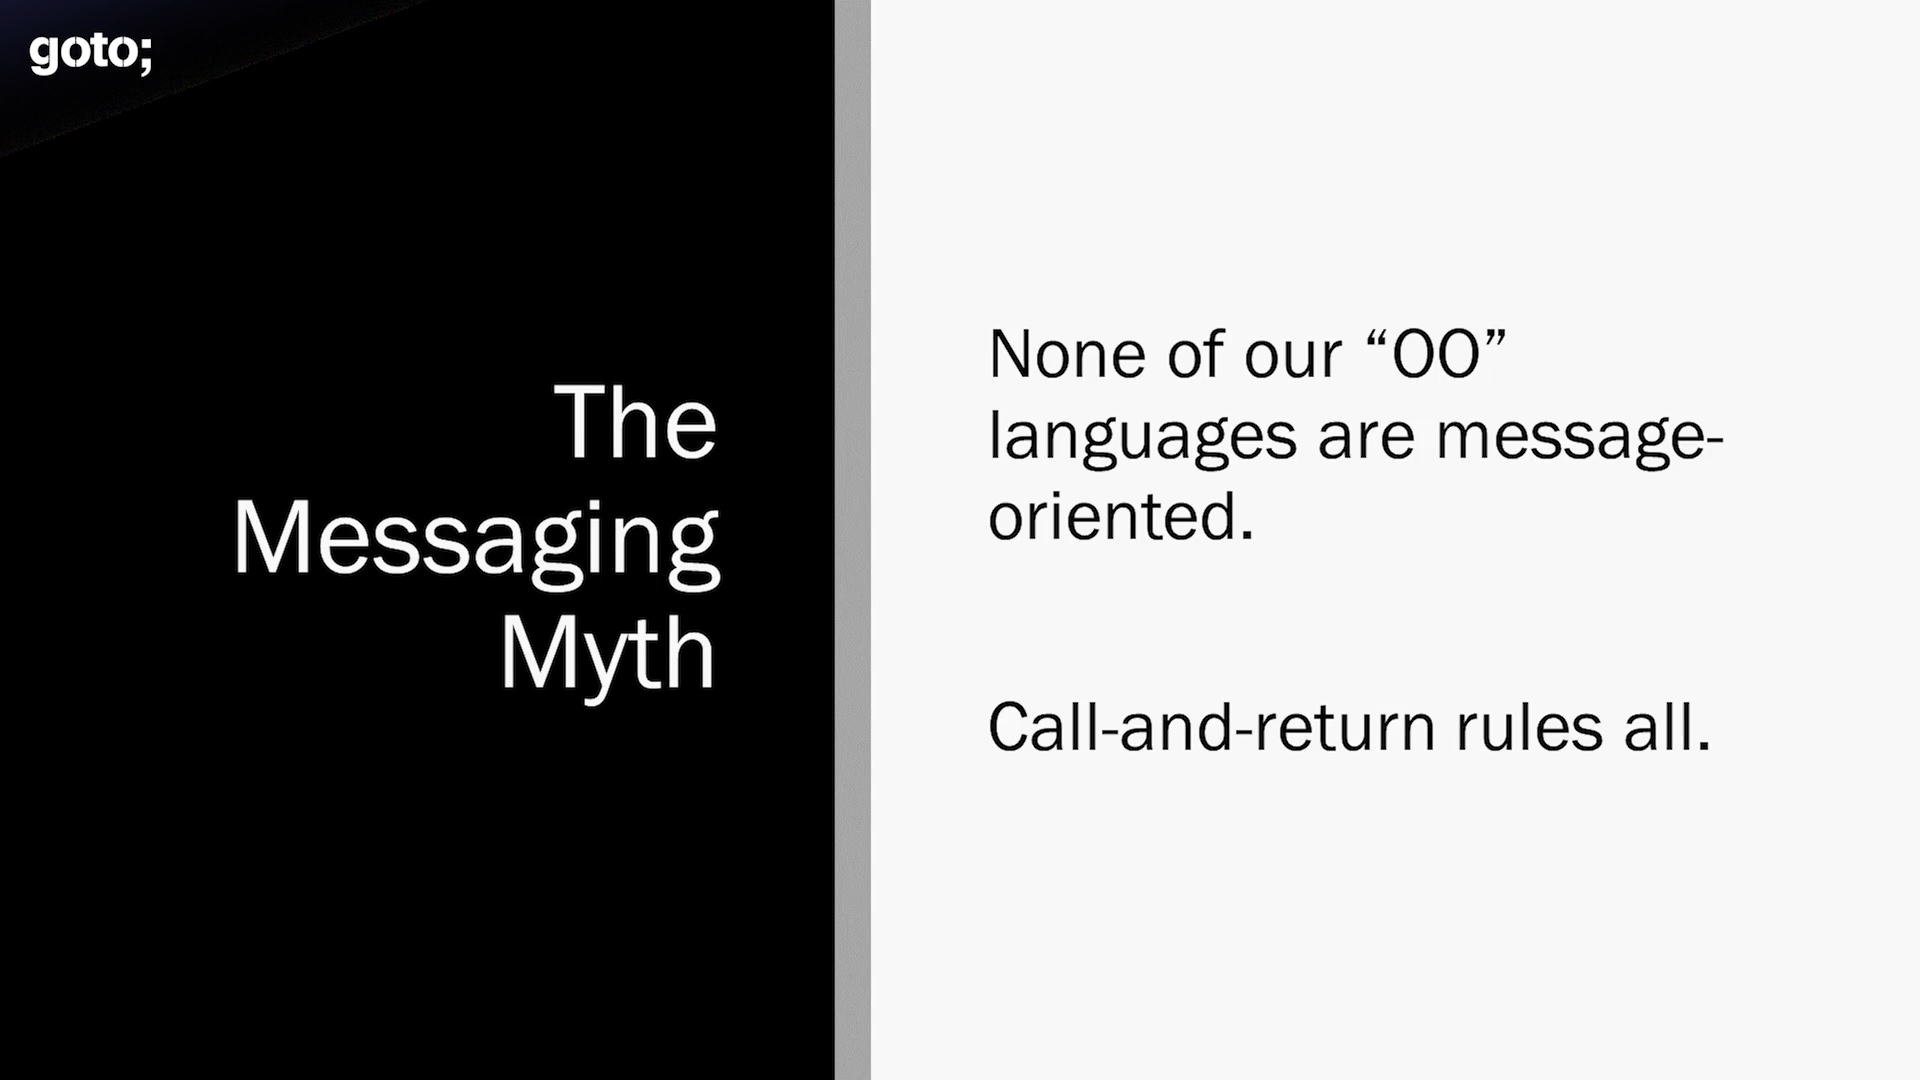 goto;
The
Messaging
Myth
None of our “OO”
languages are message-
oriented.
Call-and-return rules all.